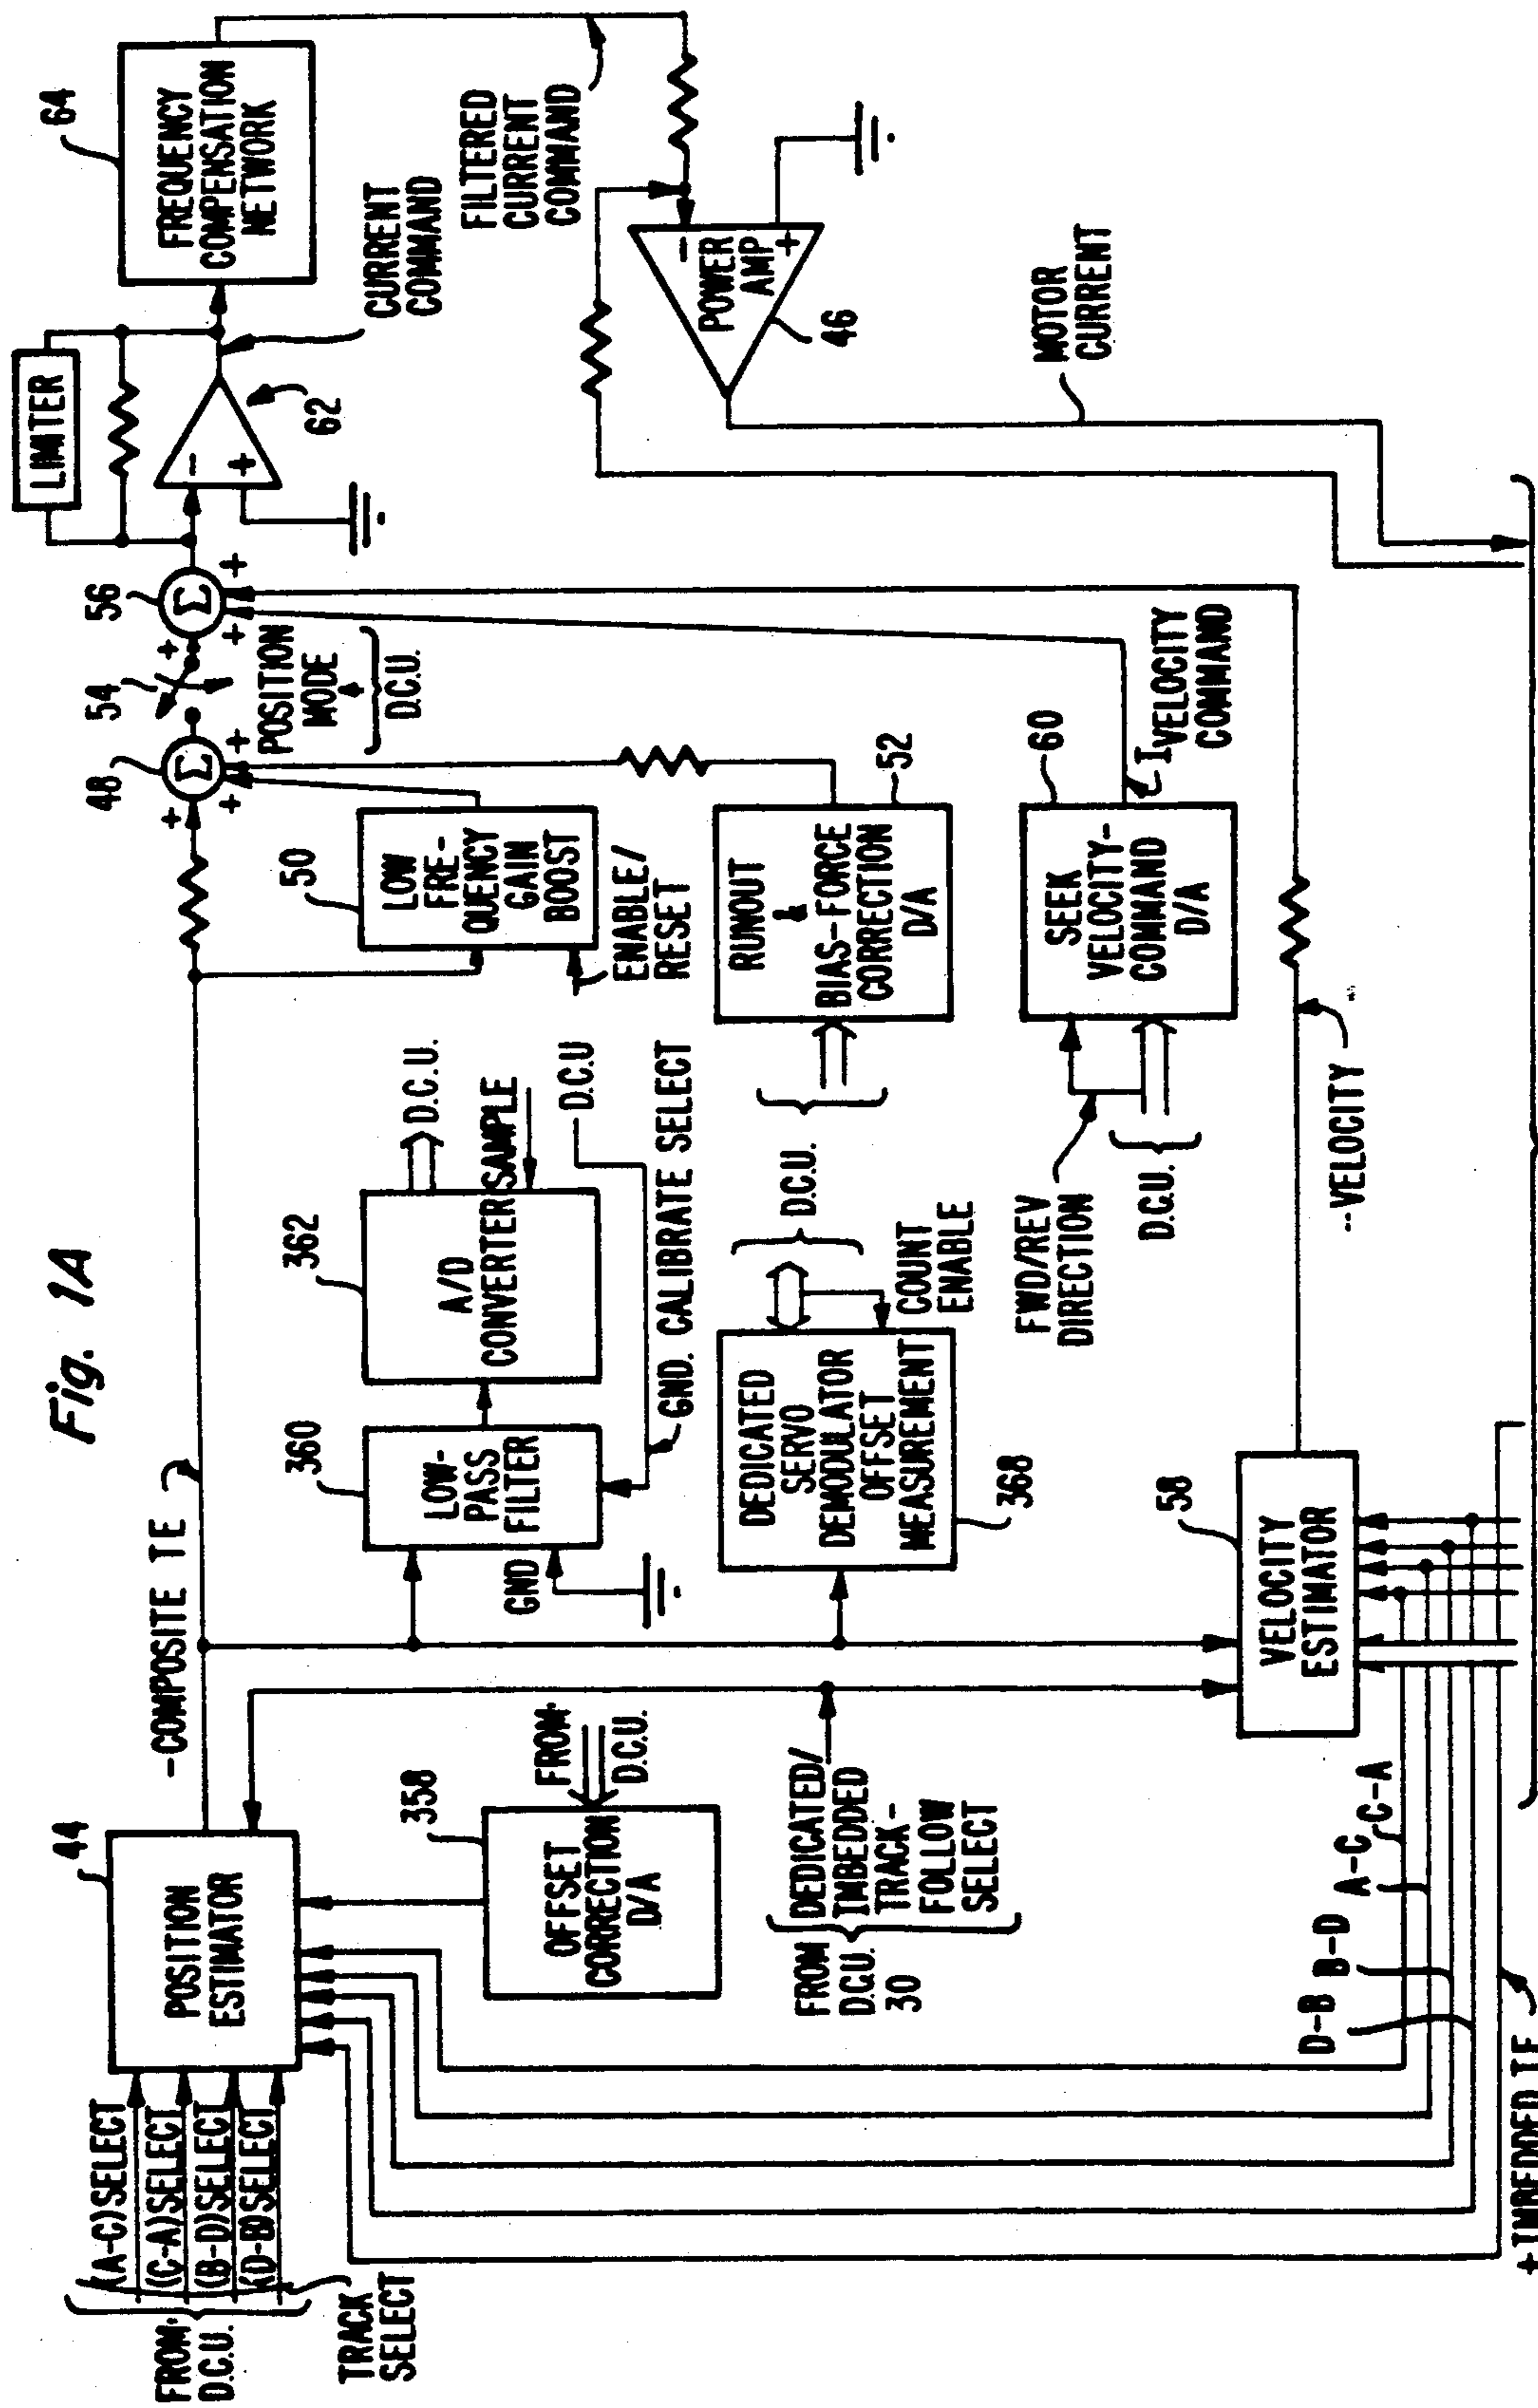 Fig. 1A
FROM
D.C.U.
(A-C)SELECT
(C-A)SELECT
(B-D)SELECT
(D-B)SELECT
TRACK
SELECT
44
POSITION
ESTIMATOR
-COMPOSITE TE
358
OFFSET
CORRECTION
D/A
FROM
D.C.U.
FROM
D.C.U.
30
DEDICATED/
IMBEDDED
TRACK-
FOLLOW
SELECT
360
LOW-
PASS
FILTER
GND
362
A/D
CONVERTER
D.C.U.
SAMPLE
D.C.U
GND. CALIBRATE SELECT
DEDICATED
SERVO
DEMODULATOR
OFFSET
MEASUREMENT
368
D.C.U.
COUNT
ENABLE
58
VELOCITY
ESTIMATOR
D-B
B-D
A-C
C-A
+IMBEDDED TE
--VELOCITY
50
LOW
FRE-
QUENCY
GAIN
BOOST
ENABLE/
RESET
RUNOUT
&
BIAS-FORCE
CORRECTION
D/A
52
60
SEEK
VELOCITY-
COMMAND
D/A
FWD/REV
DIRECTION
D.C.U.
I VELOCITY
COMMAND
48
Σ
+
+
+
54
POSITION
MODE
D.C.U.
56
Σ
+
+
+
LIMITER
-
+
62
CURRENT
COMMAND
64
FREQUENCY
COMPENSATION
NETWORK
FILTERED
CURRENT
COMMAND
-
POWER
AMP
+
46
MOTOR
CURRENT